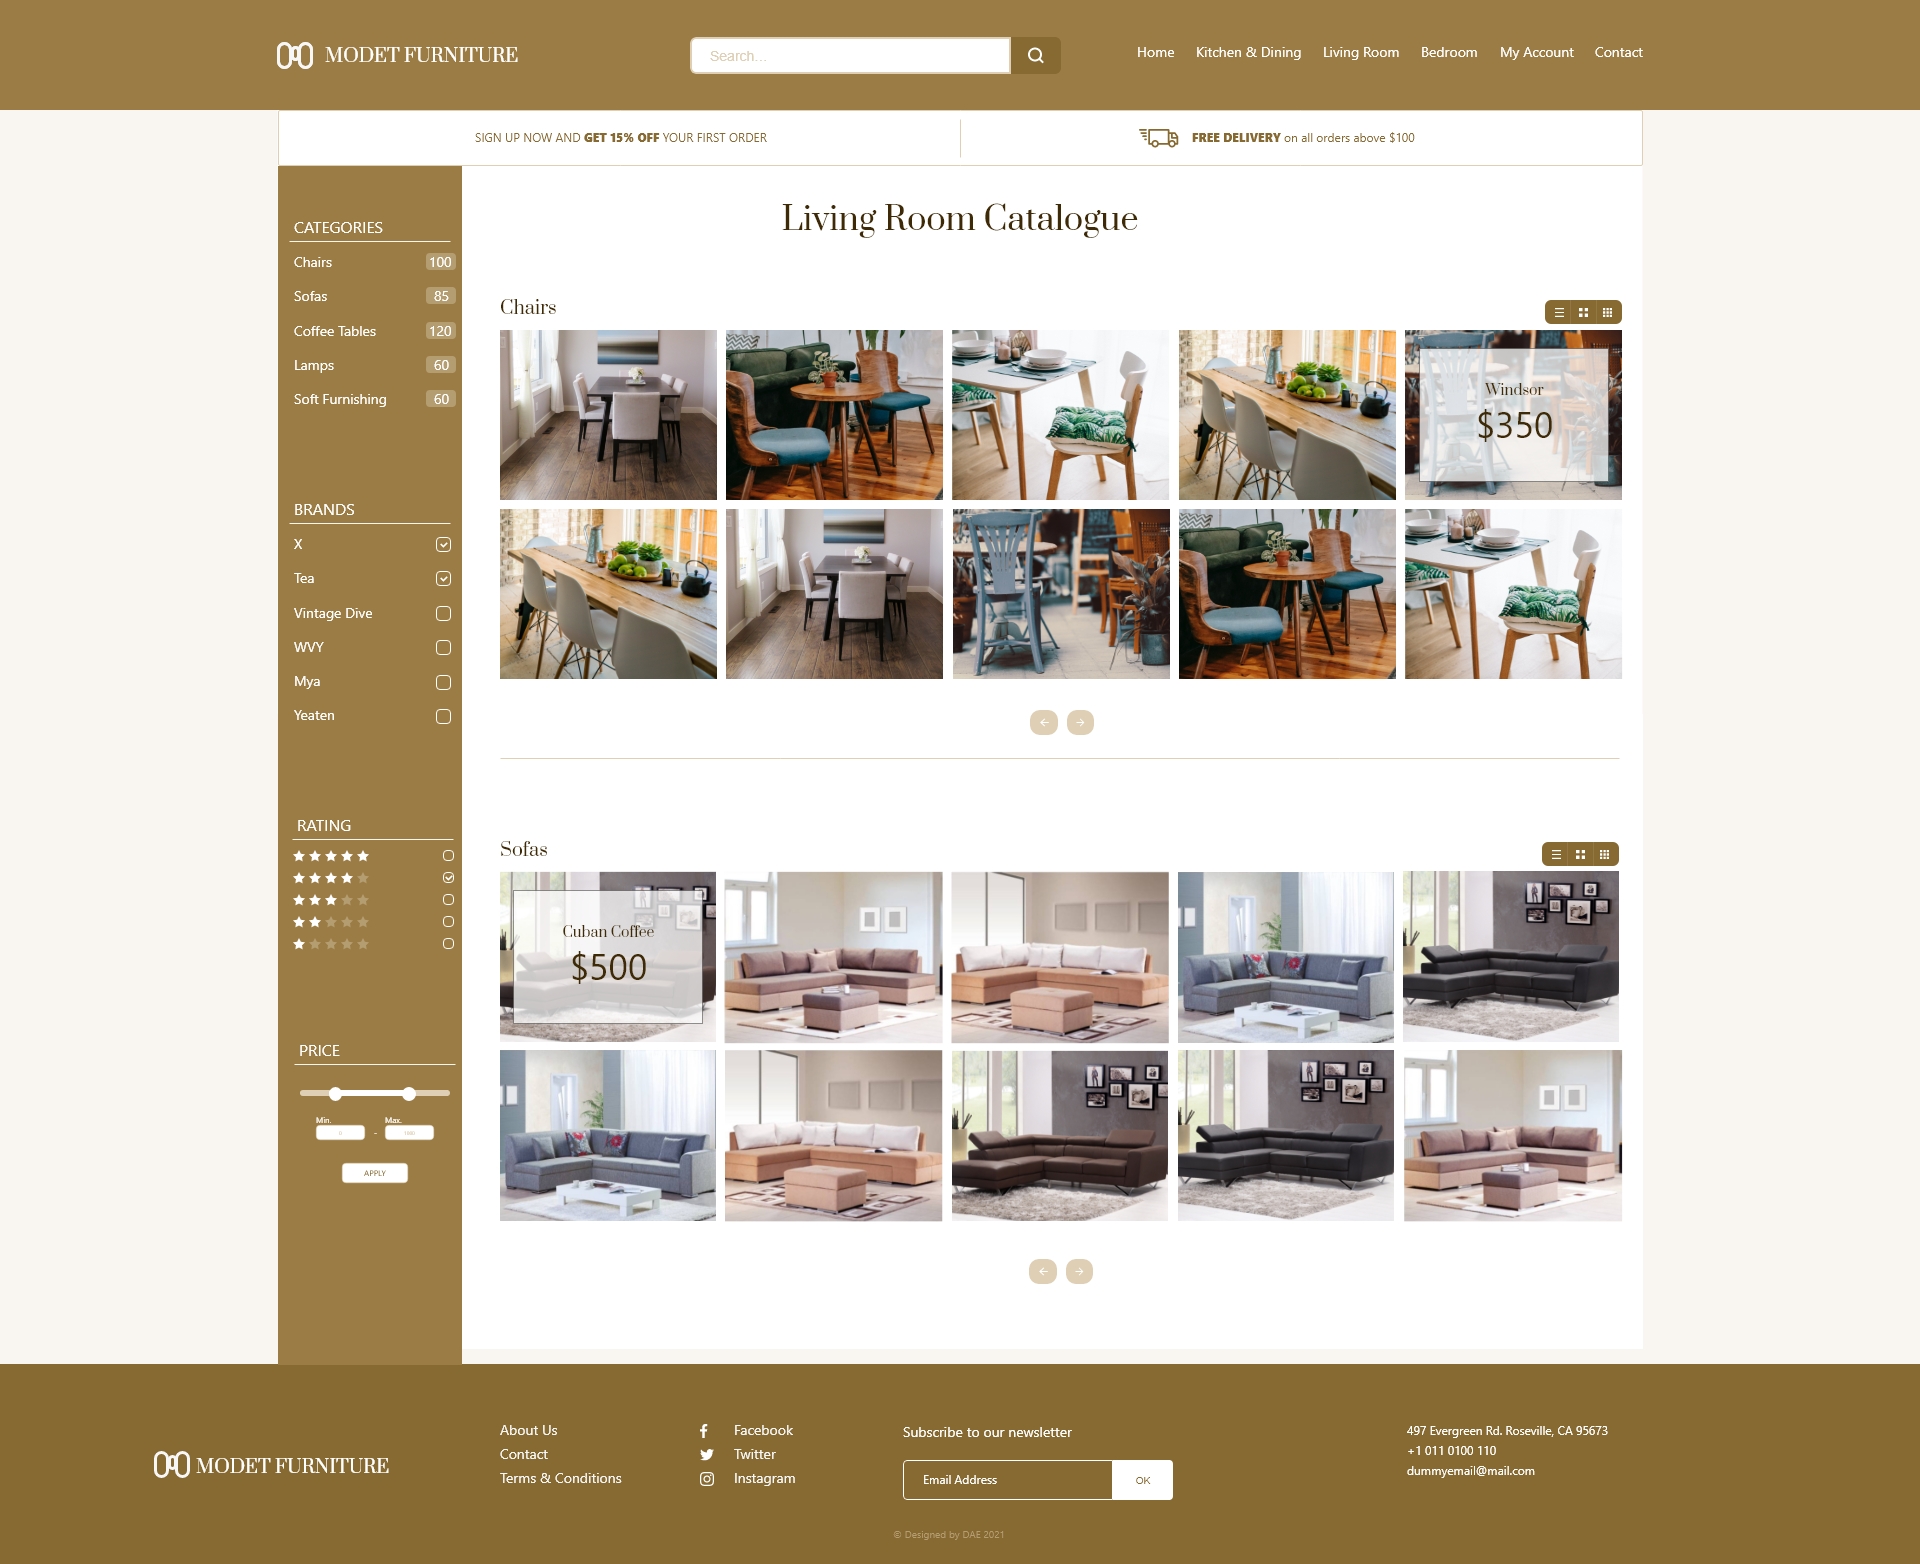 MODET FURNITURE
Search...
Home Kitchen & Dining Living Room Bedroom My Account Contact
SIGN UP NOW AND GET 15% OFF YOUR FIRST ORDER
FREE DELIVERY on all orders above $100
Living Room Catalogue
CATEGORIES
Chairs 100
Sofas 85
Coffee Tables 120
Lamps 60
Soft Furnishing 60
BRANDS
X
Tea
Vintage Dive
WVY
Mya
Yeaten
RATING
PRICE
Min. Max.
0 -
APPLY
Chairs
Windsor
$350
Sofas
Cuban Coffee
$500
MODET FURNITURE
About Us
Contact
Terms & Conditions
Facebook
Twitter
Instagram
Subscribe to our newsletter
Email Address OK
497 Evergreen Rd. Roseville, CA 95673
+1 011 0100 110
dummyemail@mail.com
© Designed by DAE 2021